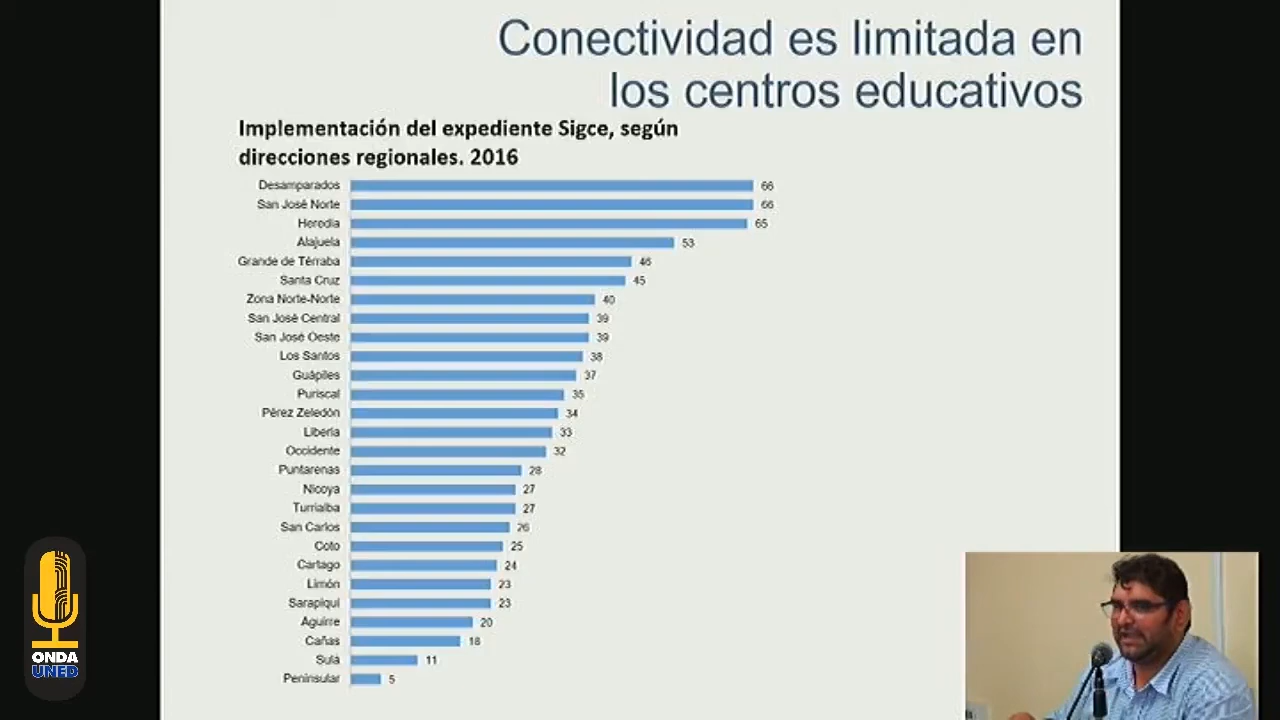 Conectividad es limitada en
los centros educativos
Implementación del expediente Sigce, según
direcciones regionales. 2016
Desamparados 66
San José Norte 66
Heredia 65
Alajuela 53
Grande de Térraba 46
Santa Cruz 45
Zona Norte-Norte 40
San José Central 39
San José Oeste 39
Los Santos 38
Guápiles 37
Puriscal 35
Pérez Zeledón 34
Liberia 33
Occidente 32
Puntarenas 28
Nicoya 27
Turrialba 27
San Carlos 26
Coto 25
Cartago 24
Limón 23
Sarapiquí 23
Aguirre 20
Cañas 18
Sulá 11
Peninsular 5
ONDA
UNED